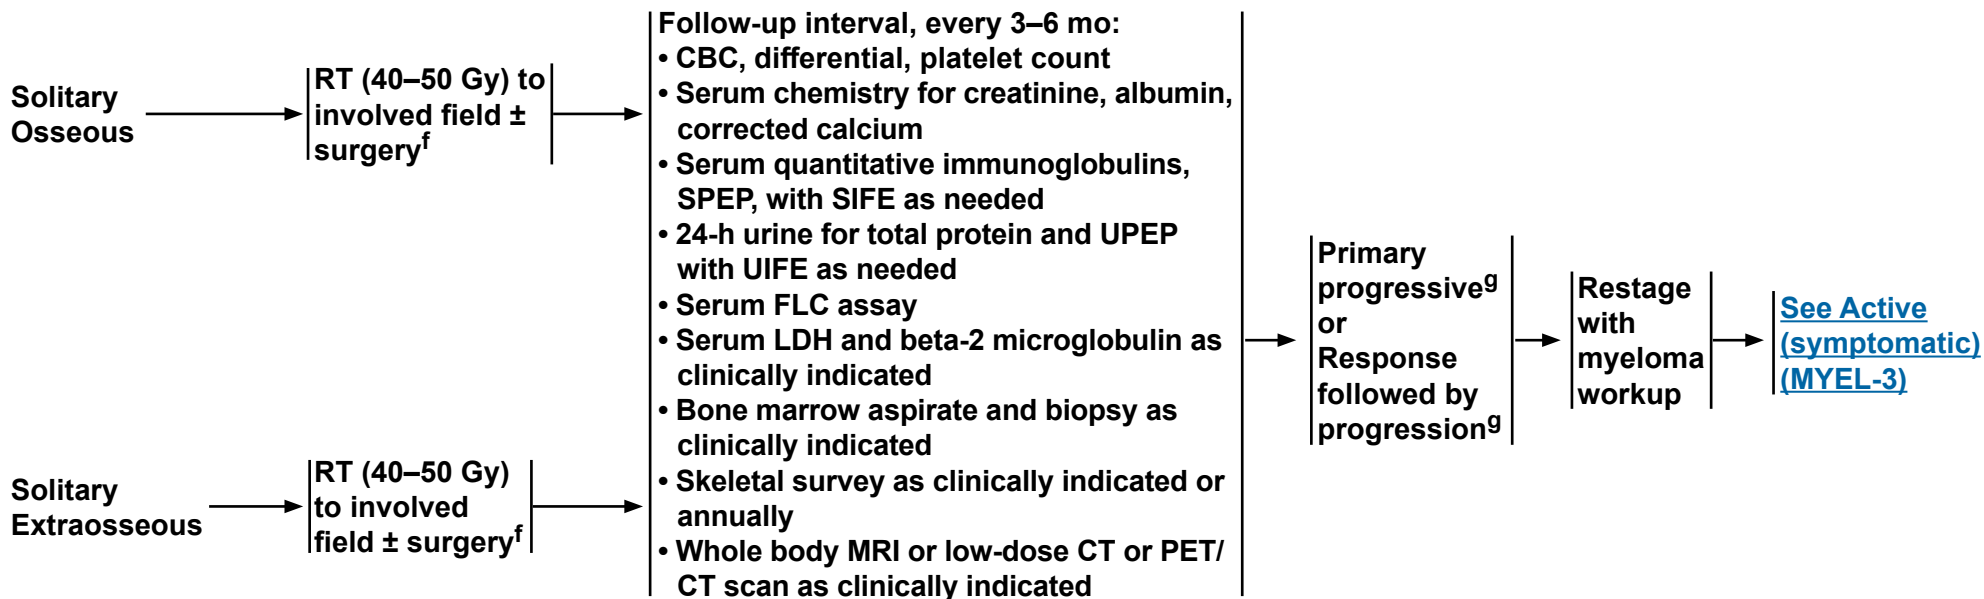 Solitary
Osseous
RT (40–50 Gy) to
involved field ±
surgeryf
Solitary
Extraosseous
RT (40–50 Gy)
to involved
field ± surgeryf
Follow-up interval, every 3–6 mo:
• CBC, differential, platelet count
• Serum chemistry for creatinine, albumin,
corrected calcium
• Serum quantitative immunoglobulins,
SPEP, with SIFE as needed
• 24-h urine for total protein and UPEP
with UIFE as needed
• Serum FLC assay
• Serum LDH and beta-2 microglobulin as
clinically indicated
• Bone marrow aspirate and biopsy as
clinically indicated
• Skeletal survey as clinically indicated or
annually
• Whole body MRI or low-dose CT or PET/
CT scan as clinically indicated
Primary
progressiveg
or
Response
followed by
progressiong
Restage
with
myeloma
workup
See Active
(symptomatic)
(MYEL-3)